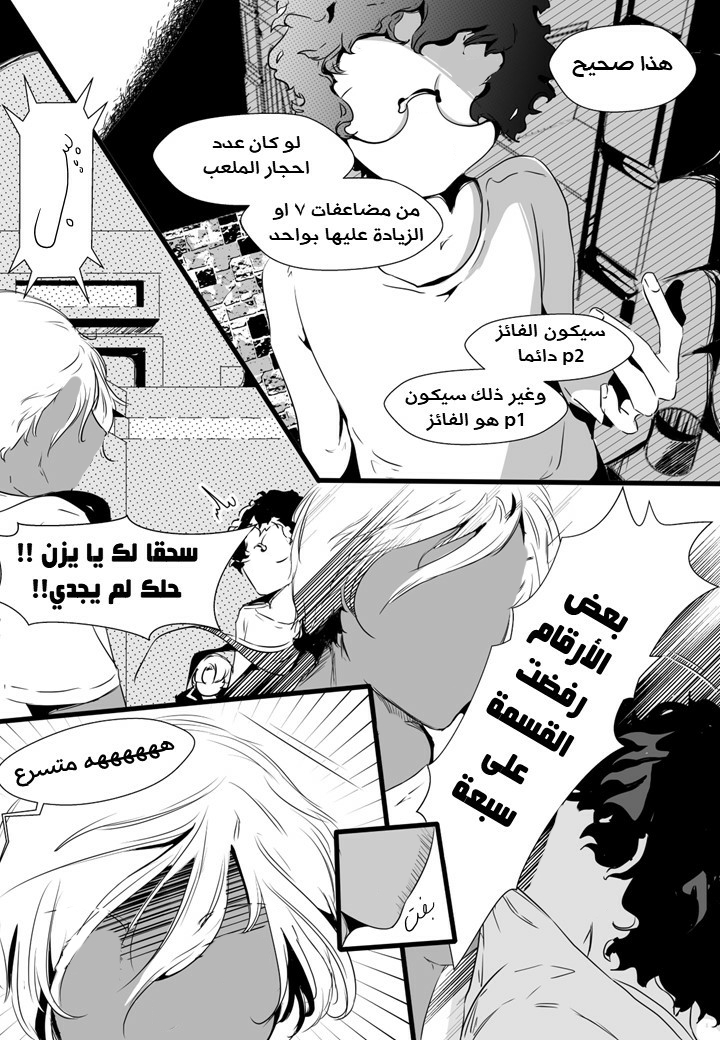 هذا صحيح
لو كان عدد
احجار الملعب
من مضاعفات ٧ او
الزيادة عليها بواحد
سيكون الفائز
p2 دائما
وغير ذلك سيكون
p1 هو الفائز
سحقا لك يا يزن !!
حلك لم يجدي!!
بعض
الأرقام
رفضت
القسمة
على
سبعة
هههههه متسرع
بفت